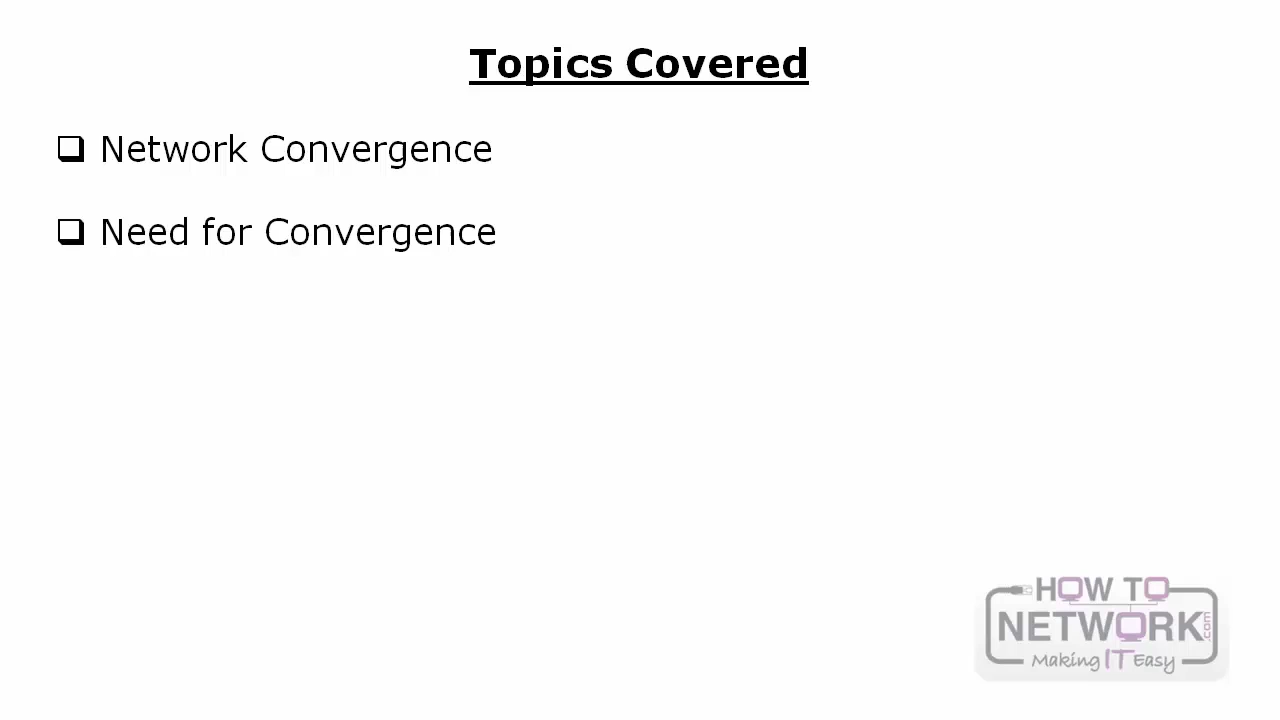 Topics Covered
Network Convergence
Need for Convergence
HOW TO
NETWORK.com
Making IT Easy